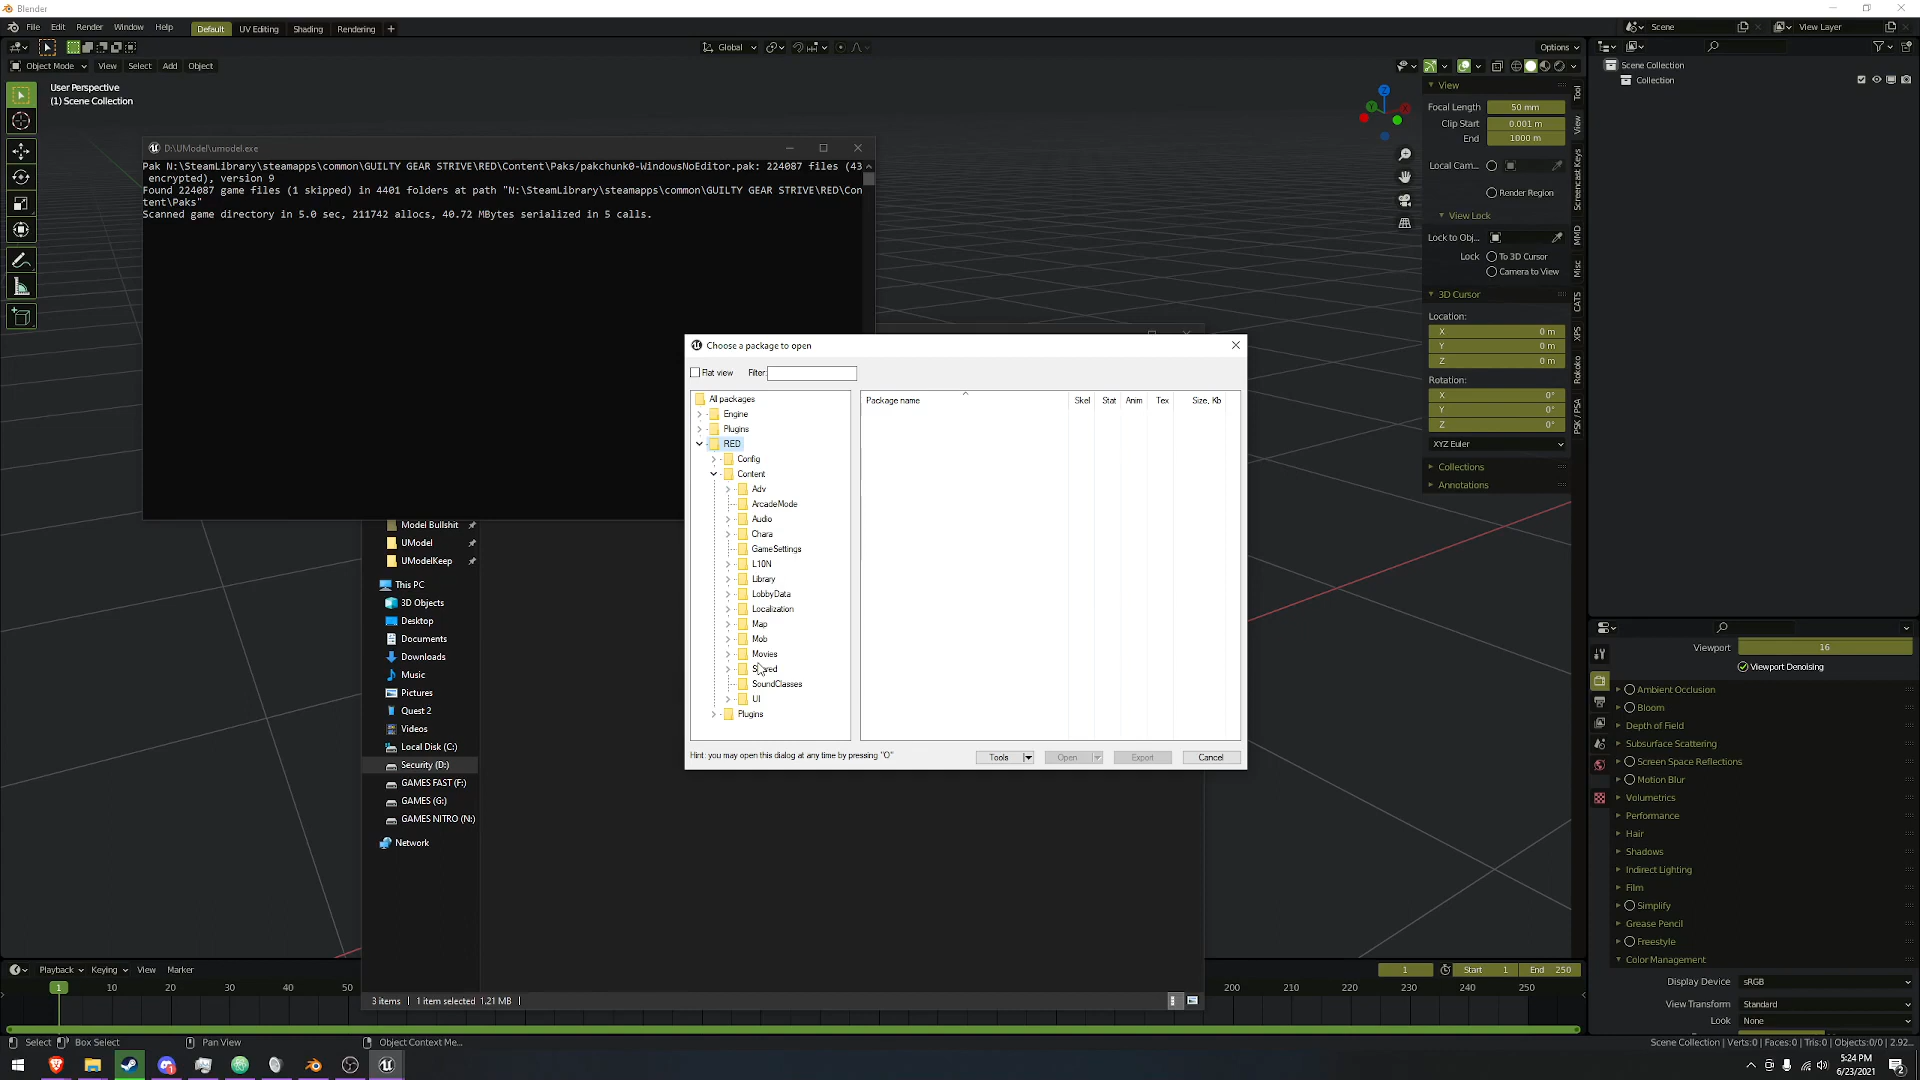 Blender
File Edit Render Window Help Default UV Editing Shading Rendering + Scene View Layer
Global Options
Object Mode View Select Add Object
User Perspective
(1) Scene Collection
D:\UModel\umodel.exe
Pak N:\SteamLibrary\steamapps\common\GUILTY GEAR STRIVE\RED\Content\Paks/pakchunk0-WindowsNoEditor.pak: 224087 files (43
encrypted), version 9
Found 224087 game files (1 skipped) in 4401 folders at path "N:\SteamLibrary\steamapps\common\GUILTY GEAR STRIVE\RED\Con
tent\Paks"
Scanned game directory in 5.0 sec, 211742 allocs, 40.72 MBytes serialized in 5 calls.
Choose a package to open
Flat view Filter:
All packages
Engine
Plugins
RED
Config
Content
Adv
ArcadeMode
Audio
Chara
GameSettings
L10N
Library
LobbyData
Localization
Map
Mob
Movies
SoundClasses
UI
Plugins
Package name Skel Stat Anim Tex Size, Kb
Hint: you may open this dialog at any time by pressing "O"
Tools Open Export Cancel
Model Bullshit
UModel
UModelKeep
This PC
3D Objects
Desktop
Documents
Downloads
Music
Pictures
Quest 2
Videos
Local Disk (C:)
Security (D:)
GAMES FAST (F:)
GAMES (G:)
GAMES NITRO (N:)
Network
3 items 1 item selected 1.21 MB
View
Focal Length 50 mm
Clip Start 0.001 m
End 1000 m
Local Cam...
Render Region
View Lock
Lock to Obj...
Lock To 3D Cursor
Camera to View
3D Cursor
Location:
X 0 m
Y 0 m
Z 0 m
Rotation:
X 0°
Y 0°
Z 0°
XYZ Euler
Collections
Annotations
Tool
View
Screencast Keys
MMD
Misc
CATS
XPS
Rokoko
PSK / PSA
Scene Collection
Collection
Viewport 16
Viewport Denoising
Ambient Occlusion
Bloom
Depth of Field
Subsurface Scattering
Screen Space Reflections
Motion Blur
Volumetrics
Performance
Hair
Shadows
Indirect Lighting
Film
Simplify
Grease Pencil
Freestyle
Color Management
Display Device sRGB
View Transform Standard
Look None
Playback Keying View Marker 1 Start 1 End 250
1 10 20 30 40 50 200 210 220 230 240 250
Select Box Select Pan View Object Context Me...
Scene Collection | Verts:0 | Faces:0 | Tris:0 | Objects:0/0 | 2.92...
5:24 PM
6/23/2021
2